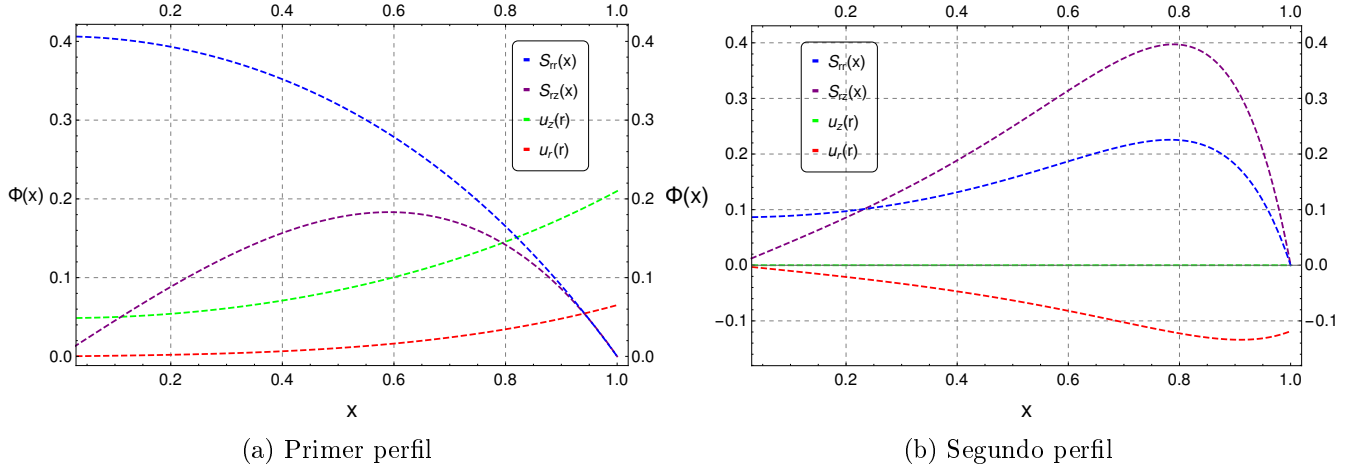 0.2 0.4 0.6 0.8 1.0
0.4 0.4
0.3 0.3
0.2 0.2
0.1 0.1
0.0 0.0
0.2 0.4 0.6 0.8 1.0
Φ(x)
x
S_rr(x)
S_rz(x)
u_z(r)
u_r(r)
(a) Primer perfil
0.2 0.4 0.6 0.8 1.0
0.4 0.4
0.3 0.3
0.2 0.2
0.1 0.1
0.0 0.0
-0.1 -0.1
0.2 0.4 0.6 0.8 1.0
Φ(x)
x
S_rr(x)
S_rz(x)
u_z(r)
u_r(r)
(b) Segundo perfil